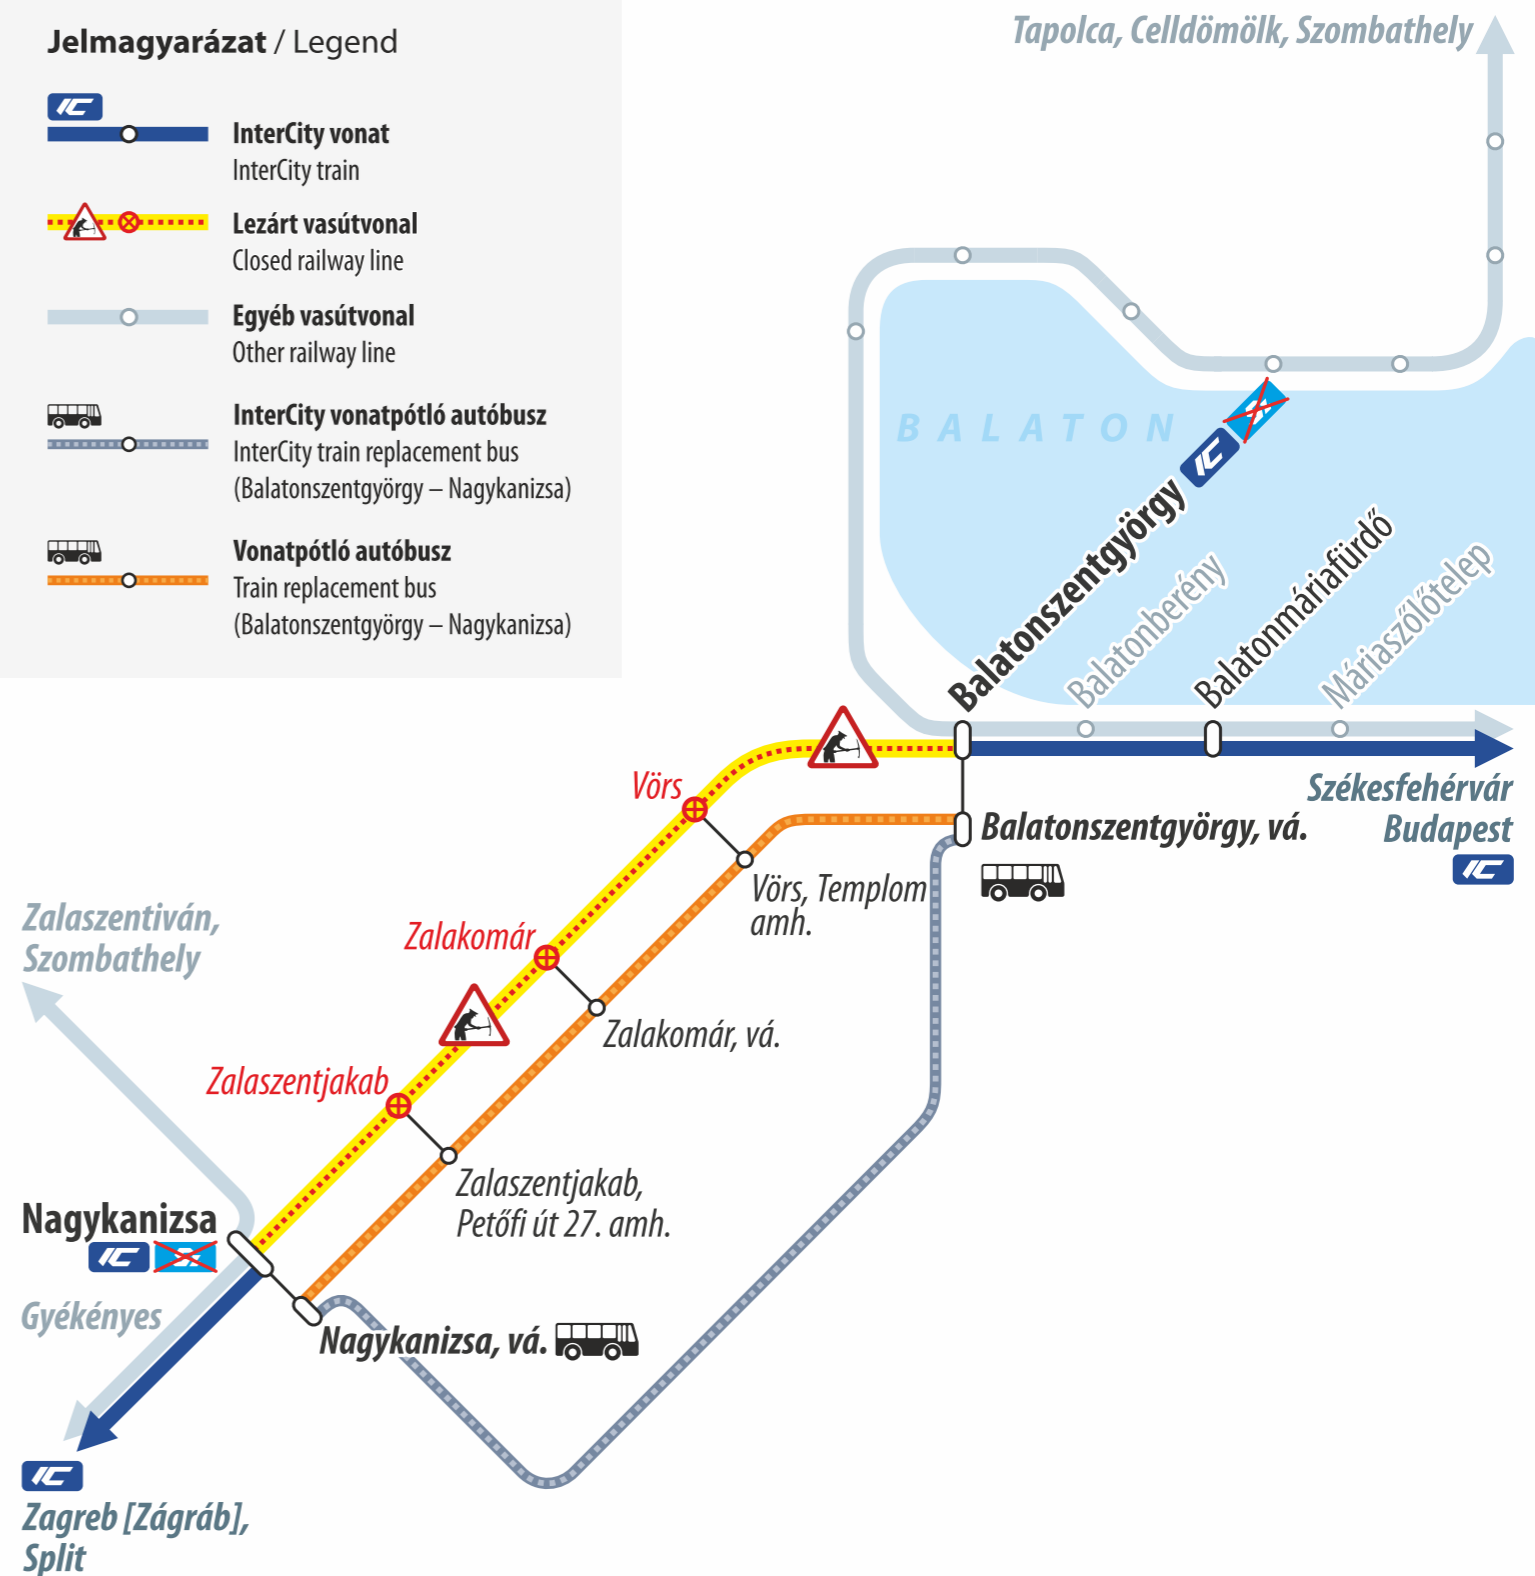 Jelmagyarázat / Legend
IC
InterCity vonat
InterCity train
Lezárt vasútvonal
Closed railway line
Egyéb vasútvonal
Other railway line
InterCity vonatpótló autóbusz
InterCity train replacement bus
(Balatonszentgyörgy – Nagykanizsa)
Vonatpótló autóbusz
Train replacement bus
(Balatonszentgyörgy – Nagykanizsa)
Tapolca, Celldömölk, Szombathely
BALATON
Balatonszentgyörgy IC
Balatonberény
Balatonmáriafürdő
Máriaszőlőtelep
Székesfehérvár
Budapest
IC
Balatonszentgyörgy, vá.
Vörs
Vörs, Templom
amh.
Zalakomár
Zalakomár, vá.
Zalaszentjakab
Zalaszentjakab,
Petőfi út 27. amh.
Zalaszentiván,
Szombathely
Nagykanizsa
IC
Nagykanizsa, vá.
Gyékényes
IC
Zagreb [Zágráb],
Split